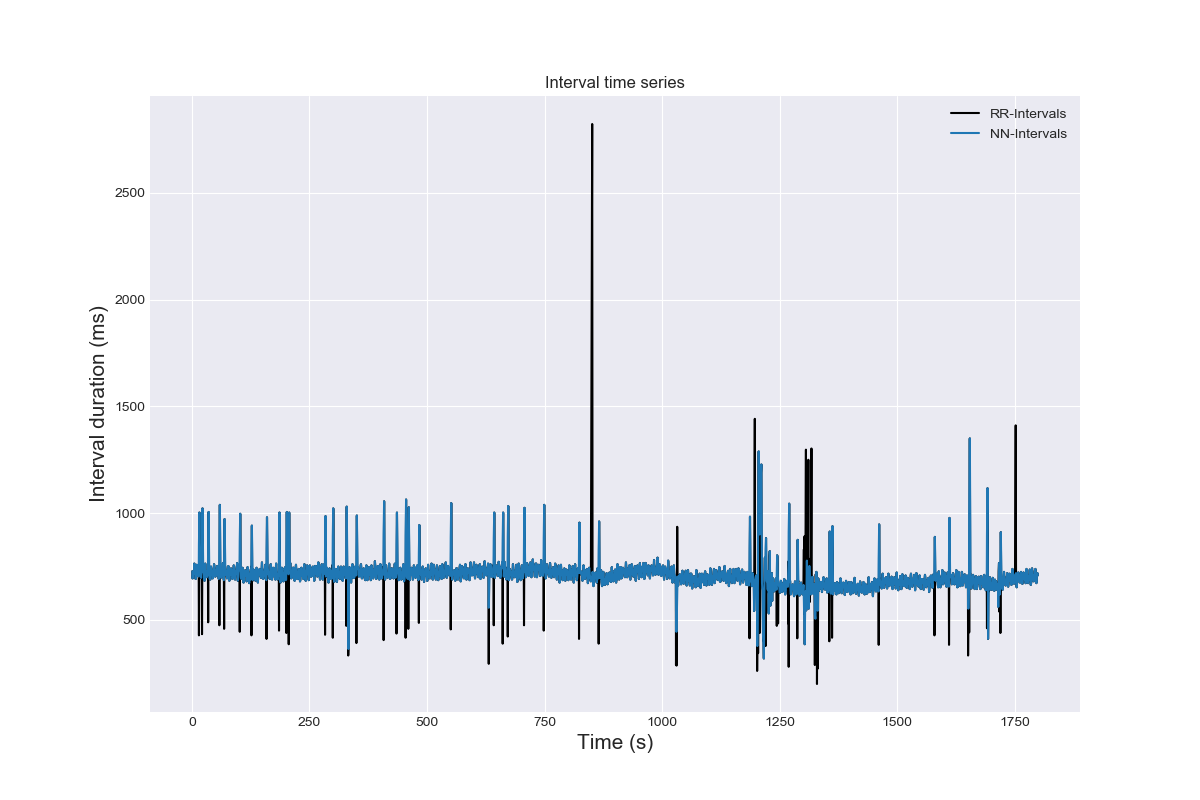 Interval time series
RR-Intervals
NN-Intervals
Interval duration (ms)
2500
2000
1500
1000
500
0
250
500
750
1000
1250
1500
1750
Time (s)